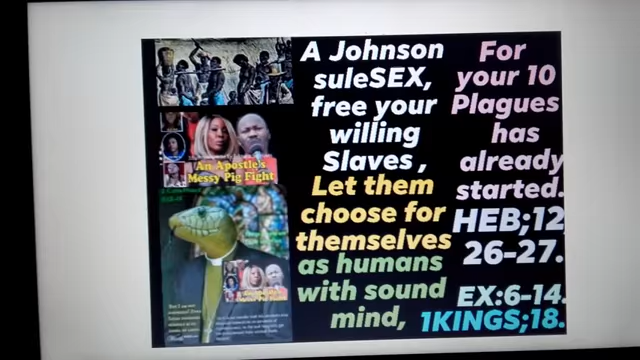 A Johnson
suleSEX,
free your
willing
Slaves ,
Let them
choose for
themselves
as humans
with sound
mind,
For
your 10
Plagues
has
already
started.
HEB;12
26-27.
EX:6-14.
1KINGS;18.
An Apostle's
Messy Pig Fight